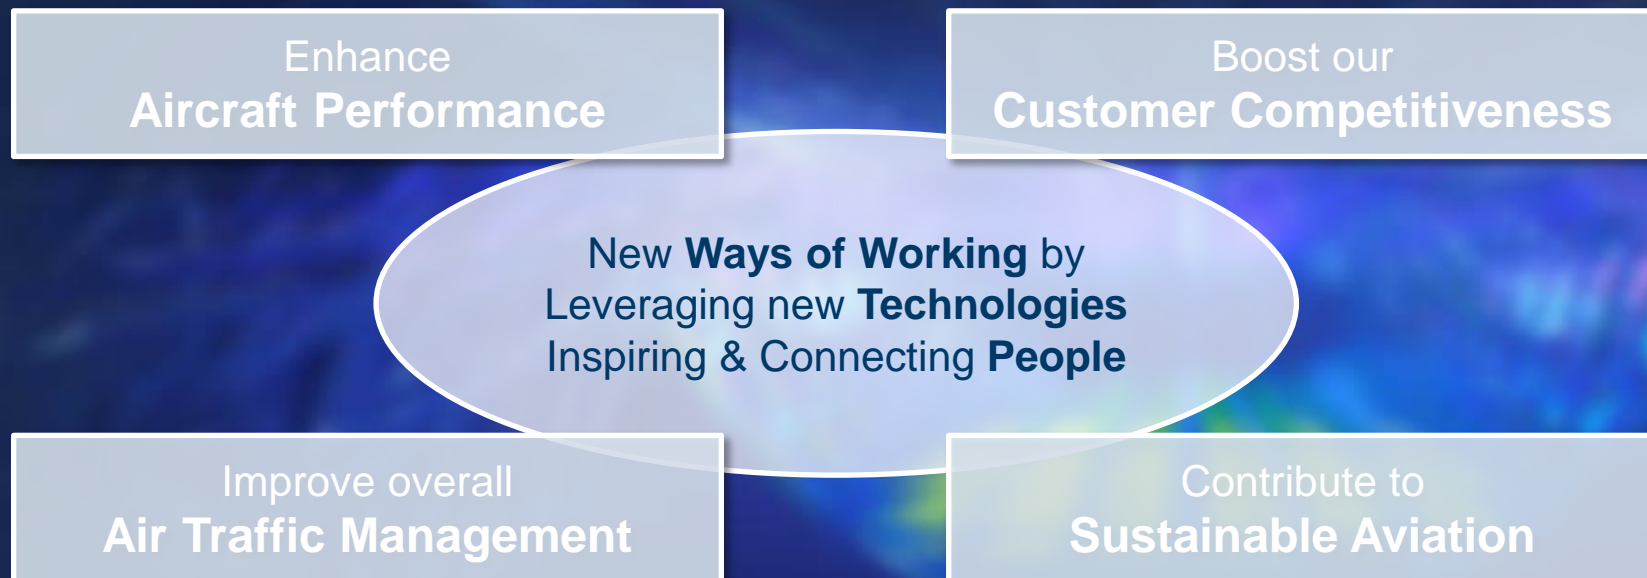 Enhance
Aircraft Performance
Boost our
Customer Competitiveness
New Ways of Working by
Leveraging new Technologies
Inspiring & Connecting People
Improve overall
Air Traffic Management
Contribute to
Sustainable Aviation